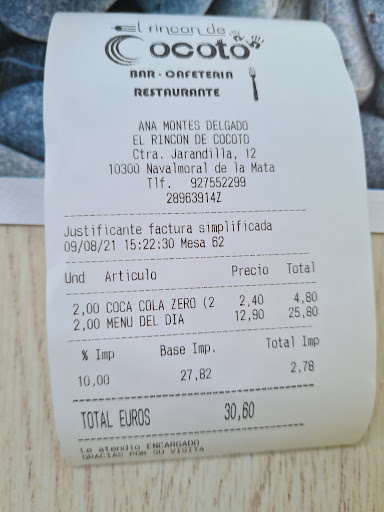 el rincon de
Cocoto
BAR - CAFETERIA
RESTAURANTE
ANA MONTES DELGADO
EL RINCON DE COCOTO
Ctra. Jarandilla, 12
10300 Navalmoral de la Mata
Tlf. 927552299
28963914Z
Justificante factura simplificada
09/08/21 15:22:30 Mesa 62
Und Articulo Precio Total
2,00 COCA COLA ZERO (2 2,40 4,80
2,00 MENU DEL DIA 12,90 25,80
% Imp Base Imp. Total Imp
10,00 27,82 2,78
TOTAL EUROS 30,60
Le atendio ENCARGADO
GRACIAS POR SU VISITA